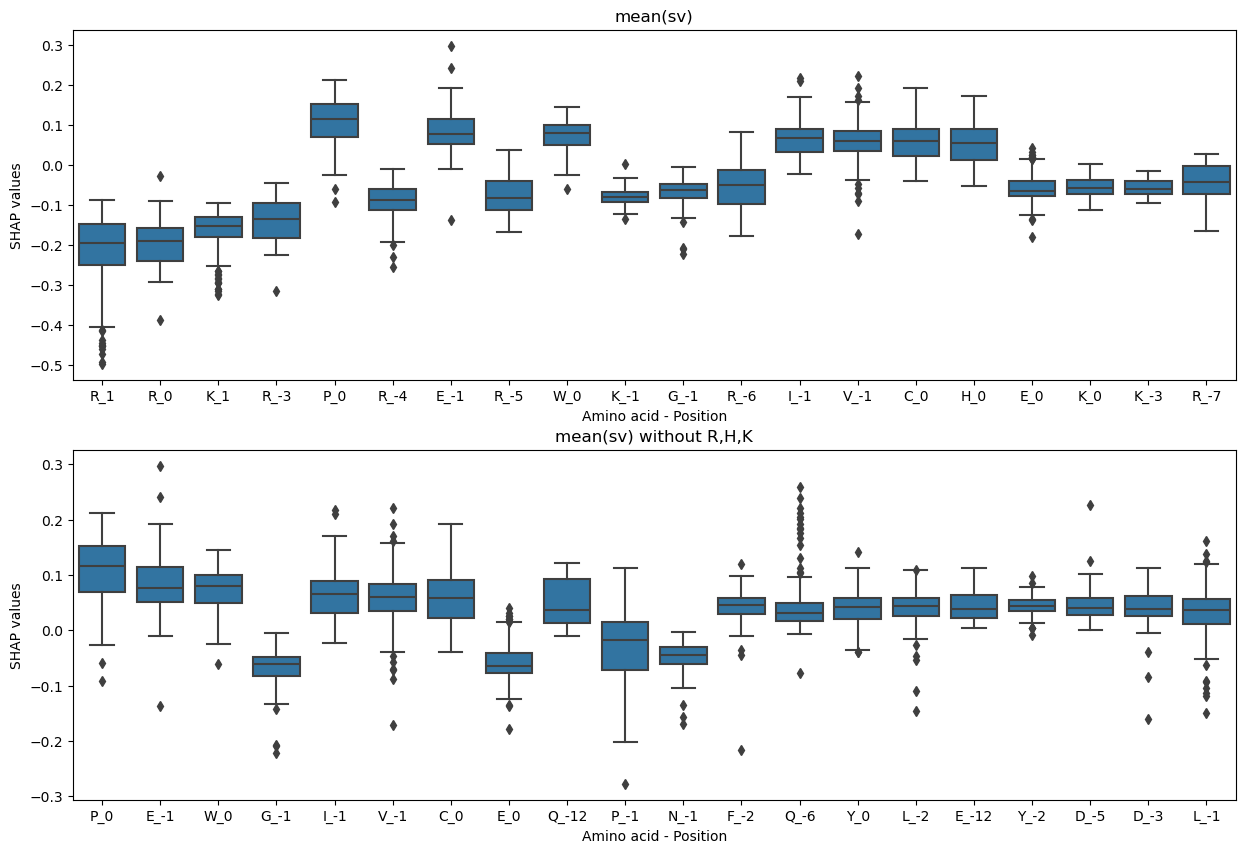 mean(sv)
0.3
0.2
0.1
0.0
−0.1
−0.2
−0.3
−0.4
−0.5
SHAP values
R_1 R_0 K_1 R_-3 P_0 R_-4 E_-1 R_-5 W_0 K_-1 G_-1 R_-6 I_-1 V_-1 C_0 H_0 E_0 K_0 K_-3 R_-7
Amino acid - Position
mean(sv) without R,H,K
0.3
0.2
0.1
0.0
−0.1
−0.2
−0.3
SHAP values
P_0 E_-1 W_0 G_-1 I_-1 V_-1 C_0 E_0 Q_-12 P_-1 N_-1 F_-2 Q_-6 Y_0 L_-2 E_-12 Y_-2 D_-5 D_-3 L_-1
Amino acid - Position